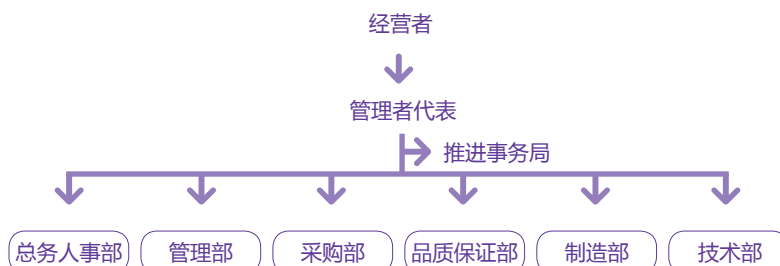 经营者
管理者代表
推进事务局
总务人事部 管理部 采购部 品质保证部 制造部 技术部